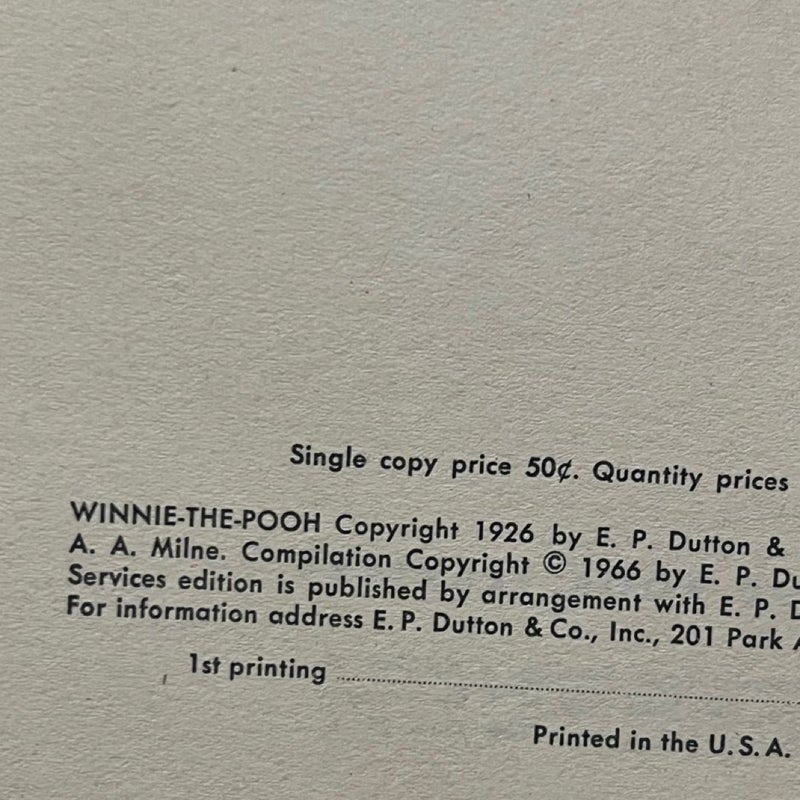 Single copy price 50¢. Quantity prices
WINNIE-THE-POOH Copyright 1926 by E. P. Dutton &
A. A. Milne. Compilation Copyright © 1966 by E. P. Du
Services edition is published by arrangement with E. P. D
For information address E. P. Dutton & Co., Inc., 201 Park A
1st printing ........................................
Printed in the U. S. A.